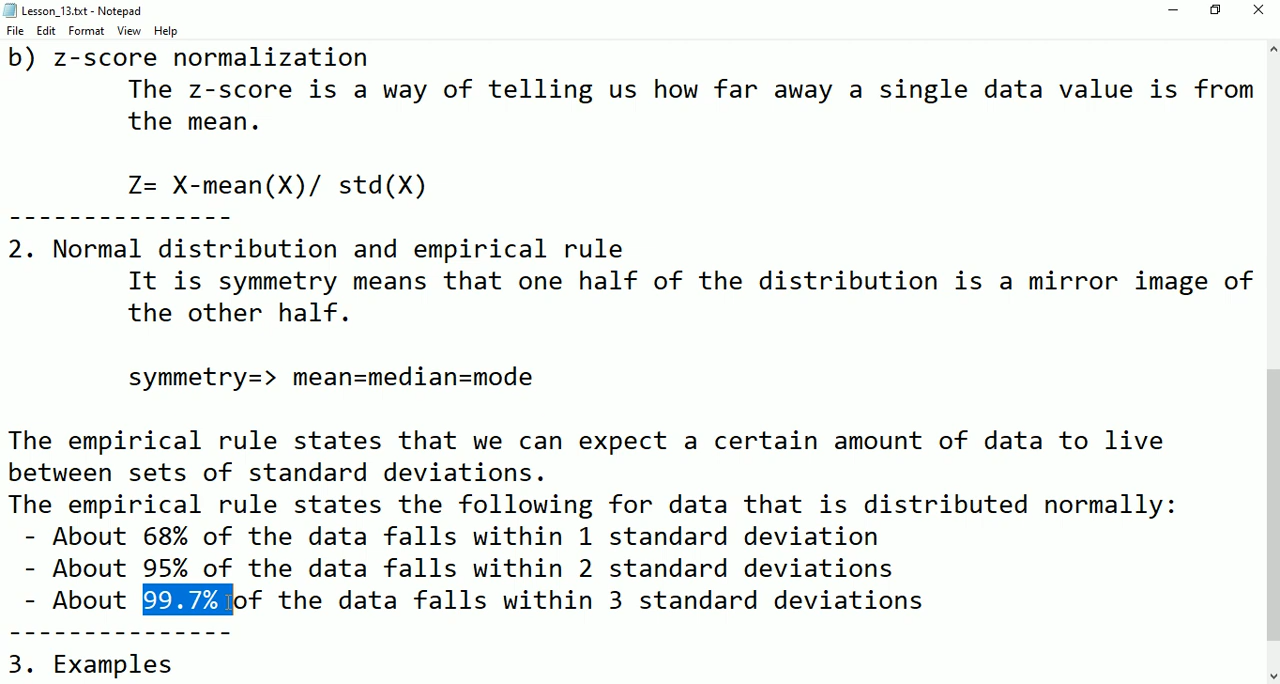 Lesson_13.txt - Notepad
File Edit Format View Help
b) z-score normalization
The z-score is a way of telling us how far away a single data value is from
the mean.
Z= X-mean(X)/ std(X)
---------------
2. Normal distribution and empirical rule
It is symmetry means that one half of the distribution is a mirror image of
the other half.
symmetry=> mean=median=mode
The empirical rule states that we can expect a certain amount of data to live
between sets of standard deviations.
The empirical rule states the following for data that is distributed normally:
- About 68% of the data falls within 1 standard deviation
- About 95% of the data falls within 2 standard deviations
- About 99.7% of the data falls within 3 standard deviations
---------------
3. Examples